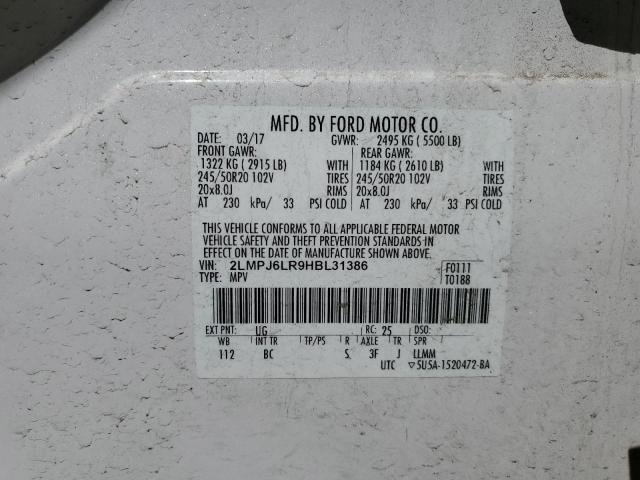 MFD. BY FORD MOTOR CO.
DATE: 03/17 GVWR: 2495 KG ( 5500 LB)
FRONT GAWR: REAR GAWR:
1322 KG ( 2915 LB) WITH 1184 KG ( 2610 LB) WITH
245/50R20 102V TIRES 245/50R20 102V TIRES
20x8.0J RIMS 20x8.0J RIMS
AT 230 kPa/ 33 PSI COLD AT 230 kPa/ 33 PSI COLD
THIS VEHICLE CONFORMS TO ALL APPLICABLE FEDERAL MOTOR
VEHICLE SAFETY AND THEFT PREVENTION STANDARDS IN
EFFECT ON THE DATE OF MANUFACTURE SHOWN ABOVE.
VIN: 2LMPJ6LR9HBL31386 F0111
TYPE: MPV T0188
EXT PNT: UG RC: 25 DSO:
WB INT TR TP/PS R AXLE TR SPR
112 BC S 3F J LLMM
UTC ▽5U5A-1520472-BA